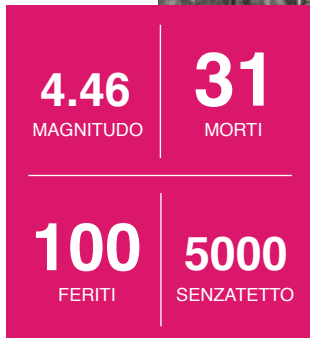 4.46
MAGNITUDO
31
MORTI
100
FERITI
5000
SENZATETTO